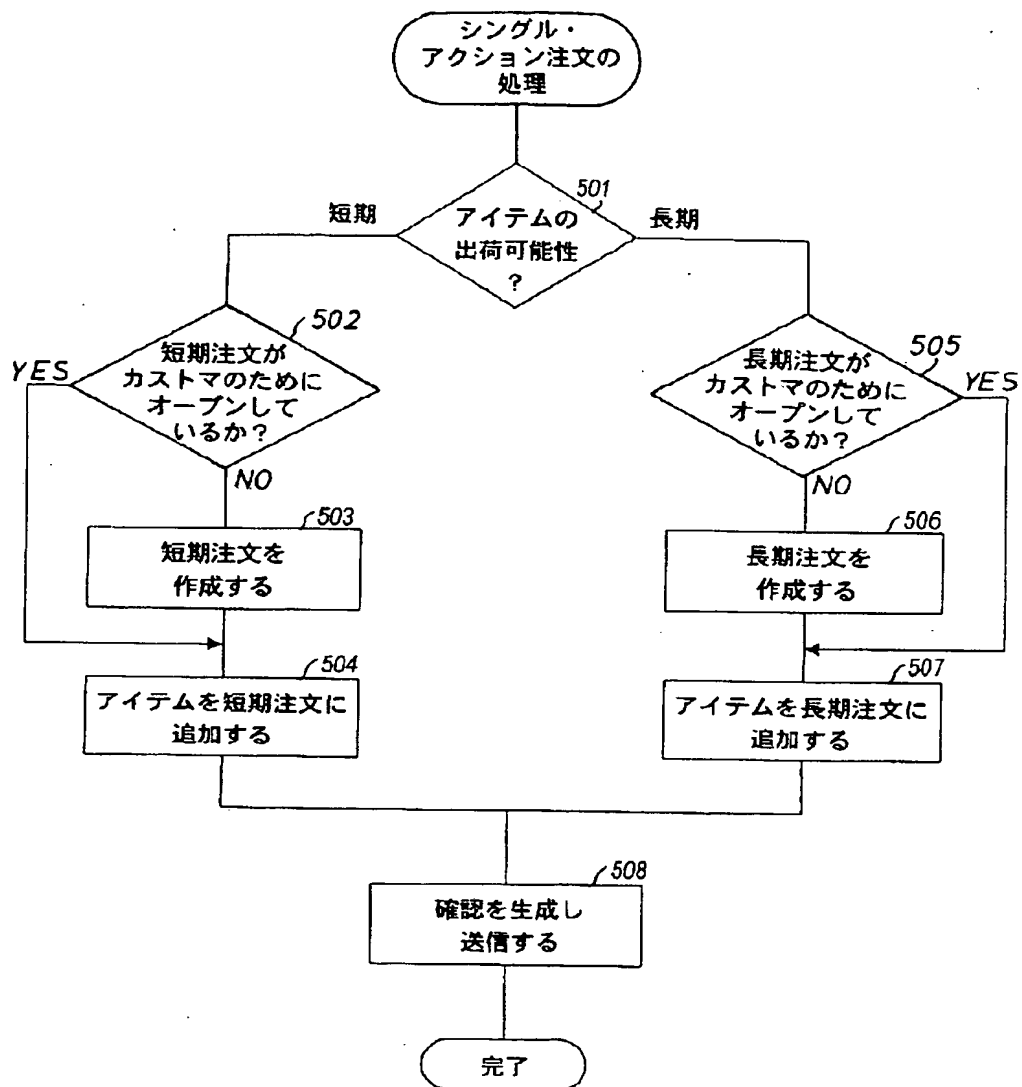 シングル・
アクション注文の
処理
501
短期
アイテムの
出荷可能性
?
長期
502
YES
短期注文が
カストマのために
オープンして
いるか?
NO
505
YES
長期注文が
カストマのために
オープンして
いるか?
NO
503
短期注文を
作成する
506
長期注文を
作成する
504
アイテムを短期注文に
追加する
507
アイテムを長期注文に
追加する
508
確認を生成し
送信する
完了